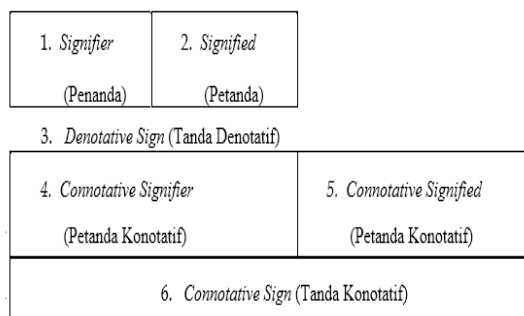 1. Signifier
(Penanda)
2. Signified
(Petanda)
3. Denotative Sign (Tanda Denotatif)
4. Connotative Signifier
(Petanda Konotatif)
5. Connotative Signified
(Petanda Konotatif)
6. Connotative Sign (Tanda Konotatif)